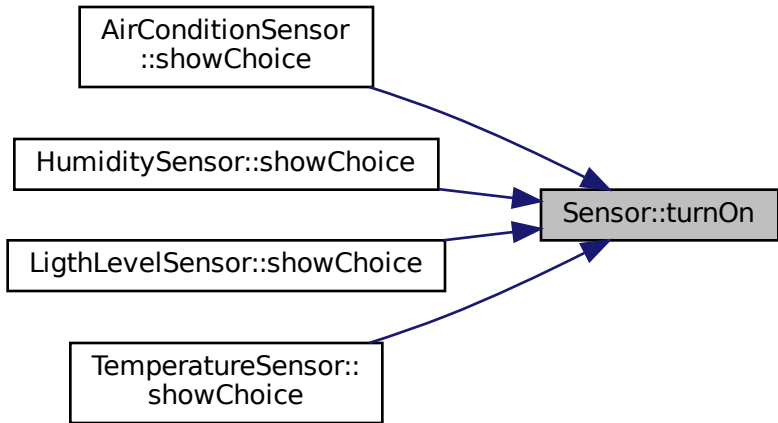 AirConditionSensor
::showChoice
HumiditySensor::showChoice
Sensor::turnOn
LigthLevelSensor::showChoice
TemperatureSensor::
showChoice